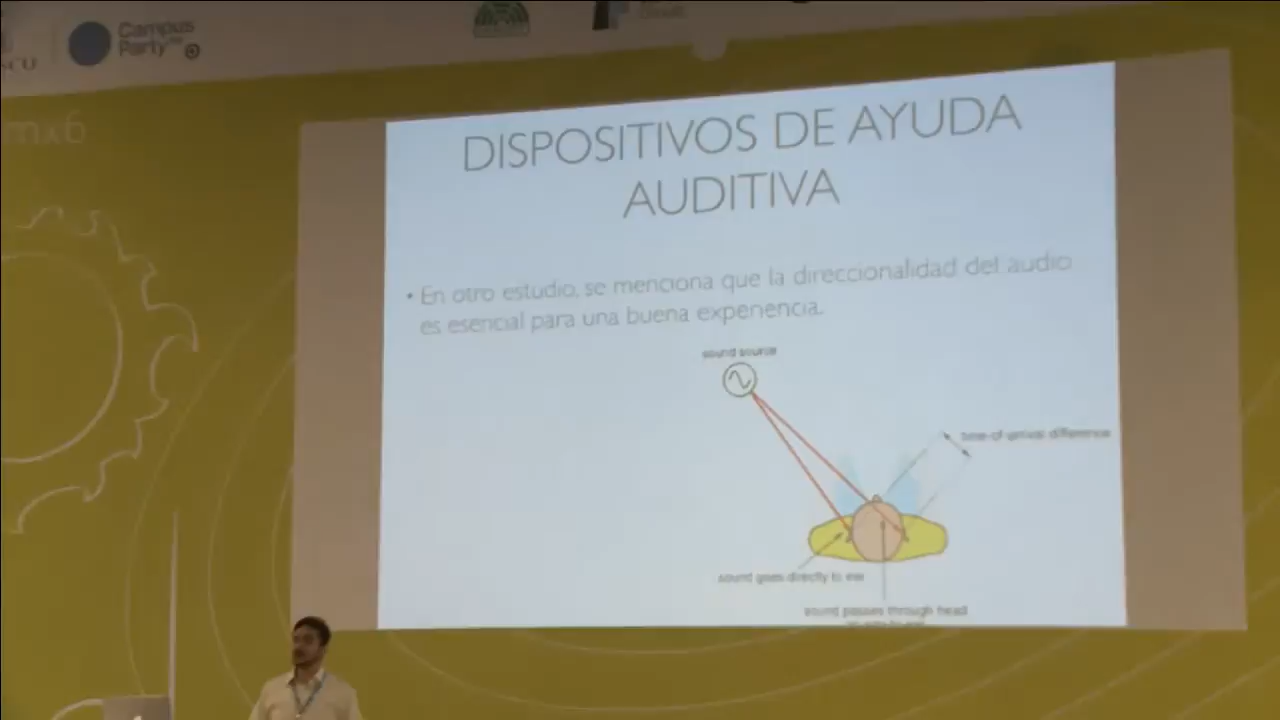 Campus
Party
mx6
DISPOSITIVOS DE AYUDA
AUDITIVA
• En otro estudio, se menciona que la direccionalidad del audio
es esencial para una buena experiencia.
sound source
time-of-arrival difference
sound goes directly to ear
sound passes through head